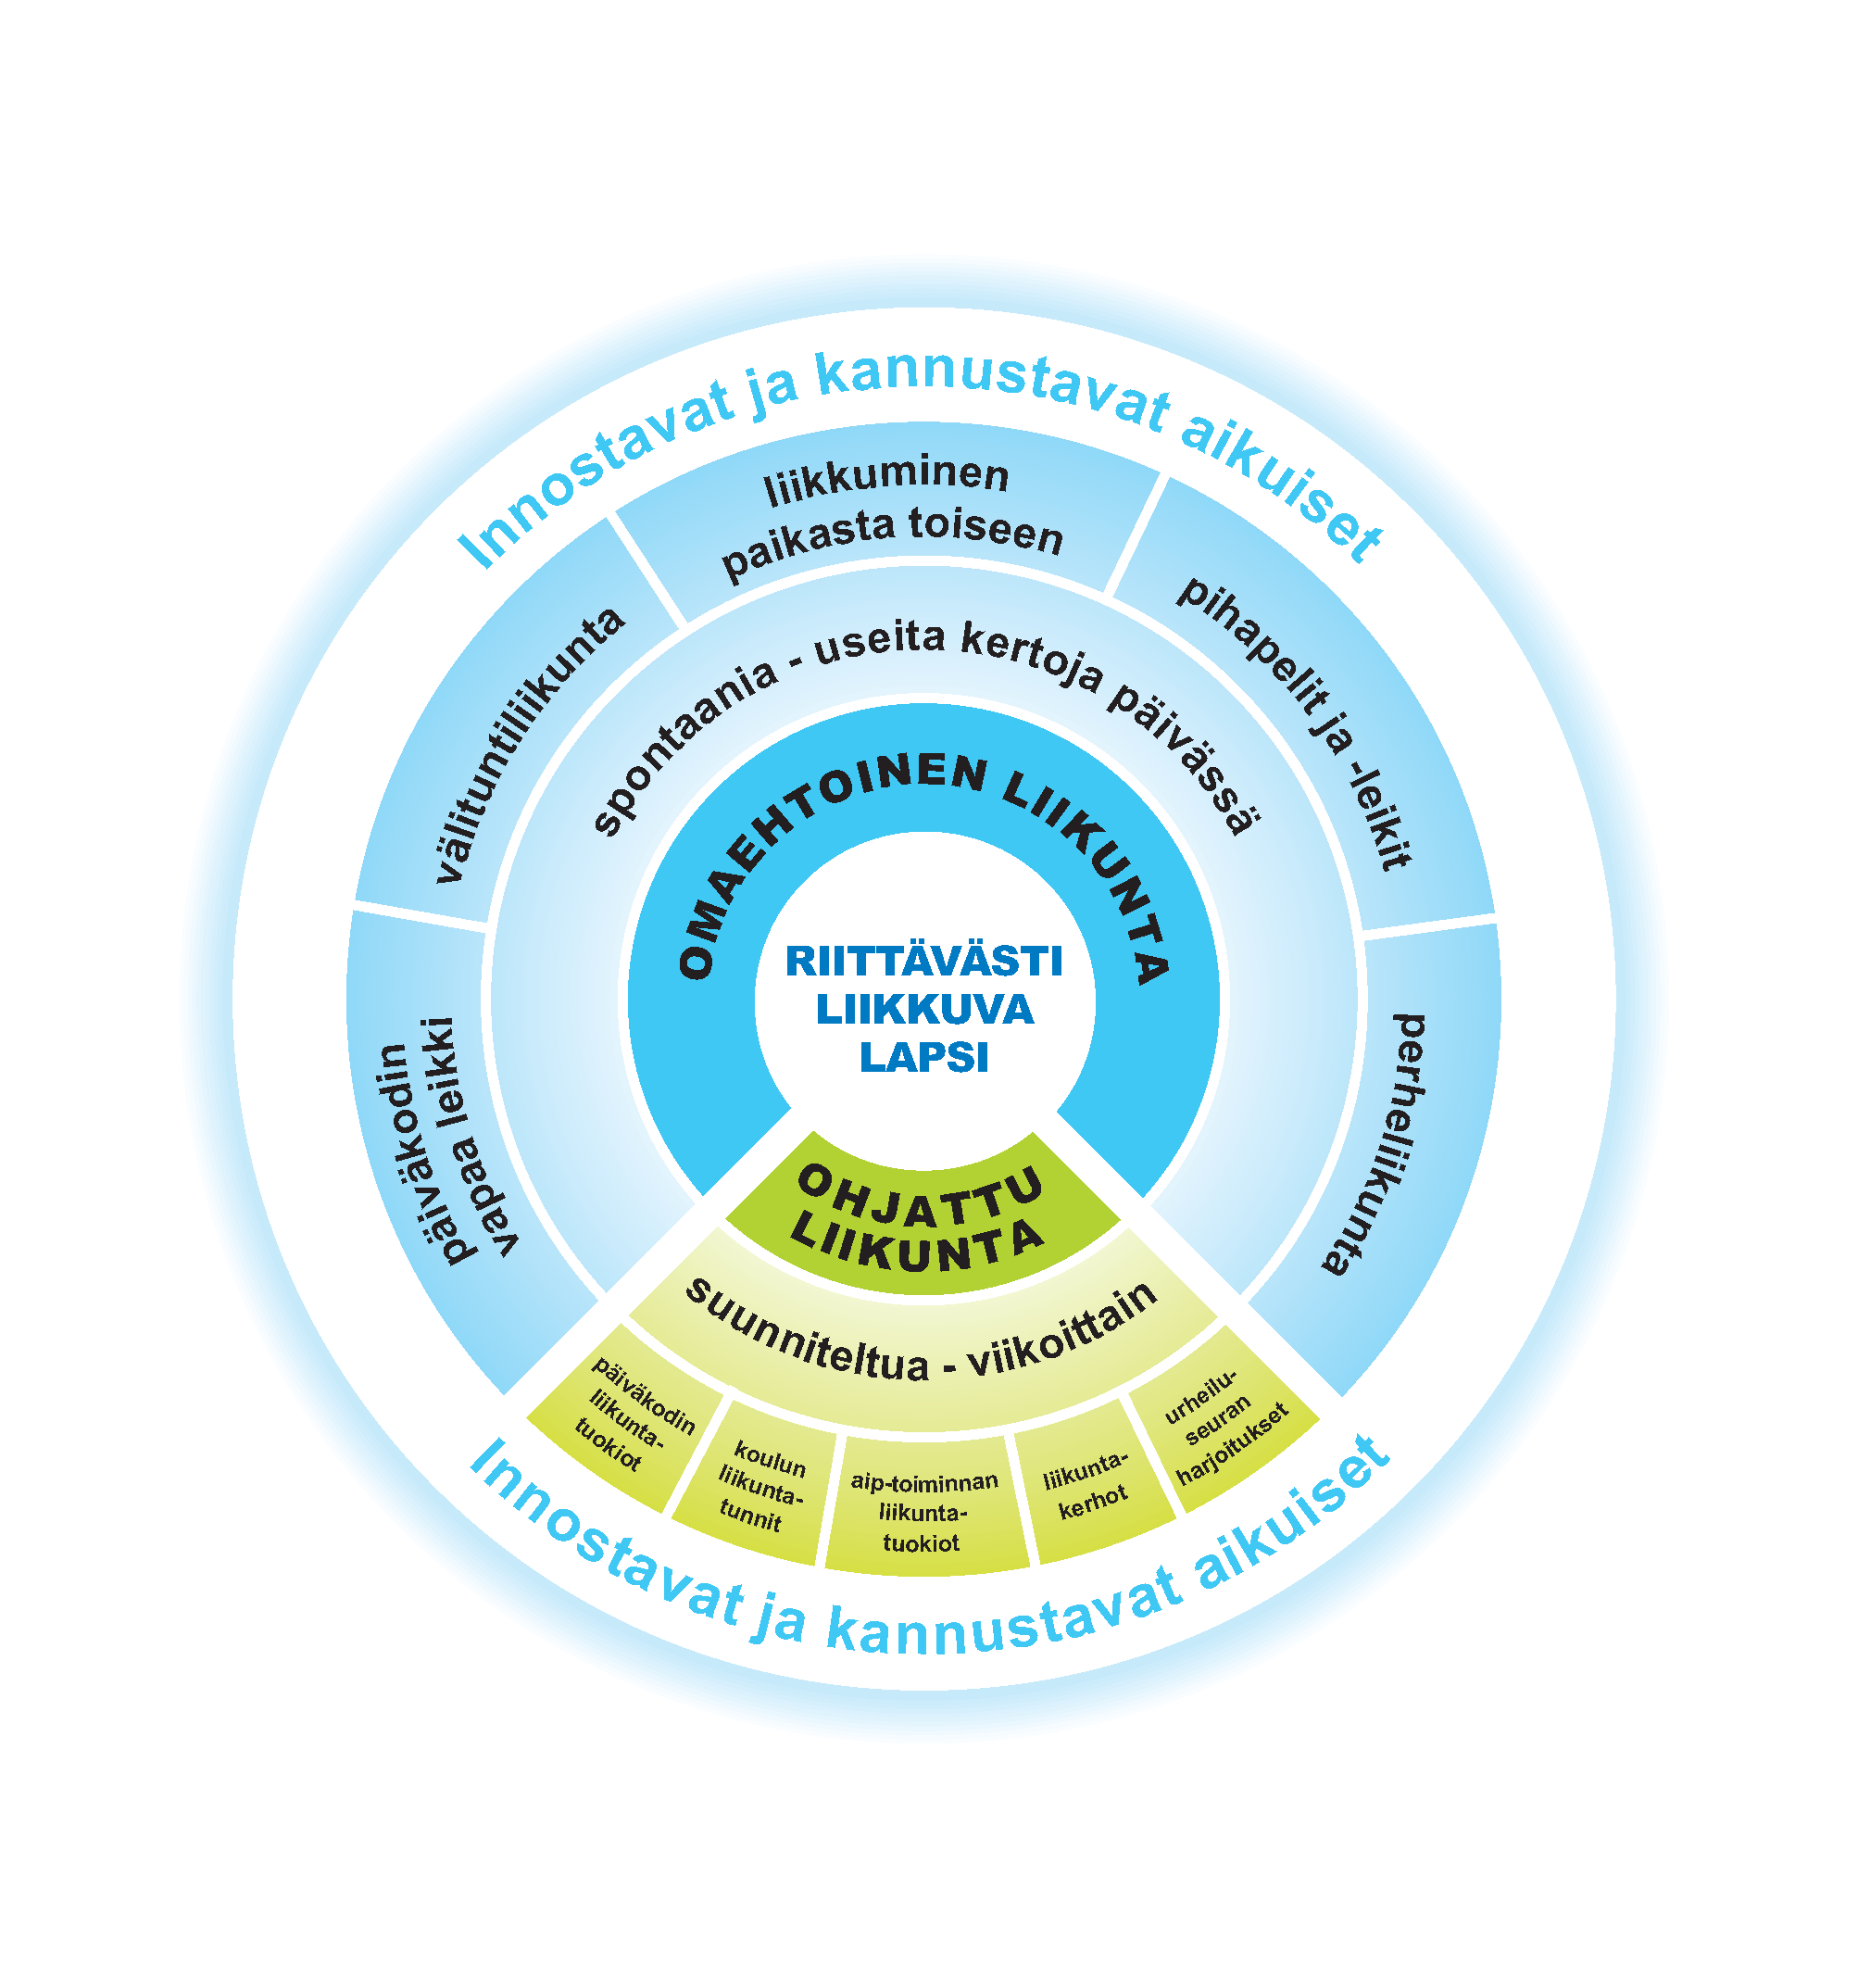 Innostavat ja kannustavat aikuiset
liikkuminen
paikasta toiseen
pihapelit ja -leikit
välituntiliikunta
spontaania - useita kertoja päivässä
OMAEHTOINEN LIIKUNTA
RIITTÄVÄSTI
LIIKKUVA
LAPSI
päiväkodin
vapaa leikki
perheliikunta
OHJATTU
LIIKUNTA
suunniteltua - viikoittain
päiväkodin
liikunta-
tuokiot
koulun
liikunta-
tunnit
aip-toiminnan
liikunta-
tuokiot
liikunta-
kerhot
urheilu-
seuran
harjoitukset
Innostavat ja kannustavat aikuiset